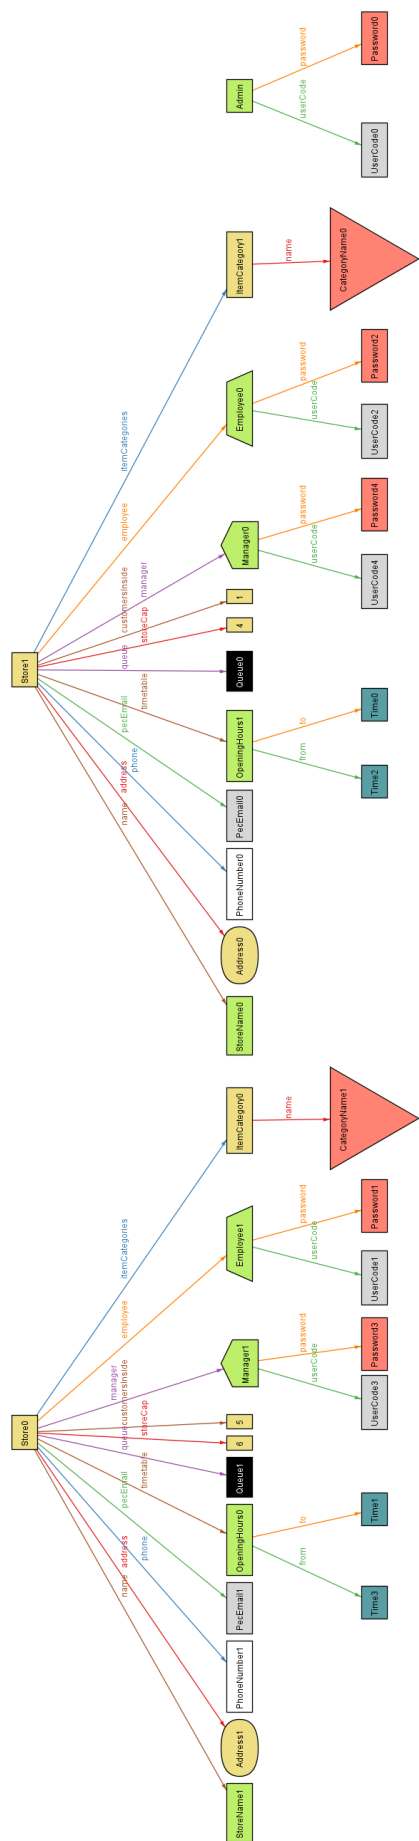 Store0
name
address
phone
pecEmail
timetable
queue
storeCap
customersInside
manager
employee
itemCategories
StoreName1
Address1
PhoneNumber1
PecEmail1
OpeningHours0
Queue1
6
5
Manager1
Employee1
ItemCategory0
from
to
userCode
password
userCode
password
name
Time3
Time1
UserCode3
Password3
UserCode1
Password1
CategoryName1
Store1
name
address
phone
pecEmail
timetable
queue
storeCap
customersInside
manager
employee
itemCategories
StoreName0
Address0
PhoneNumber0
PecEmail0
OpeningHours1
Queue0
4
1
Manager0
Employee0
ItemCategory1
from
to
userCode
password
userCode
password
name
Time2
Time0
UserCode4
Password4
UserCode2
Password2
CategoryName0
Admin
userCode
password
UserCode0
Password0